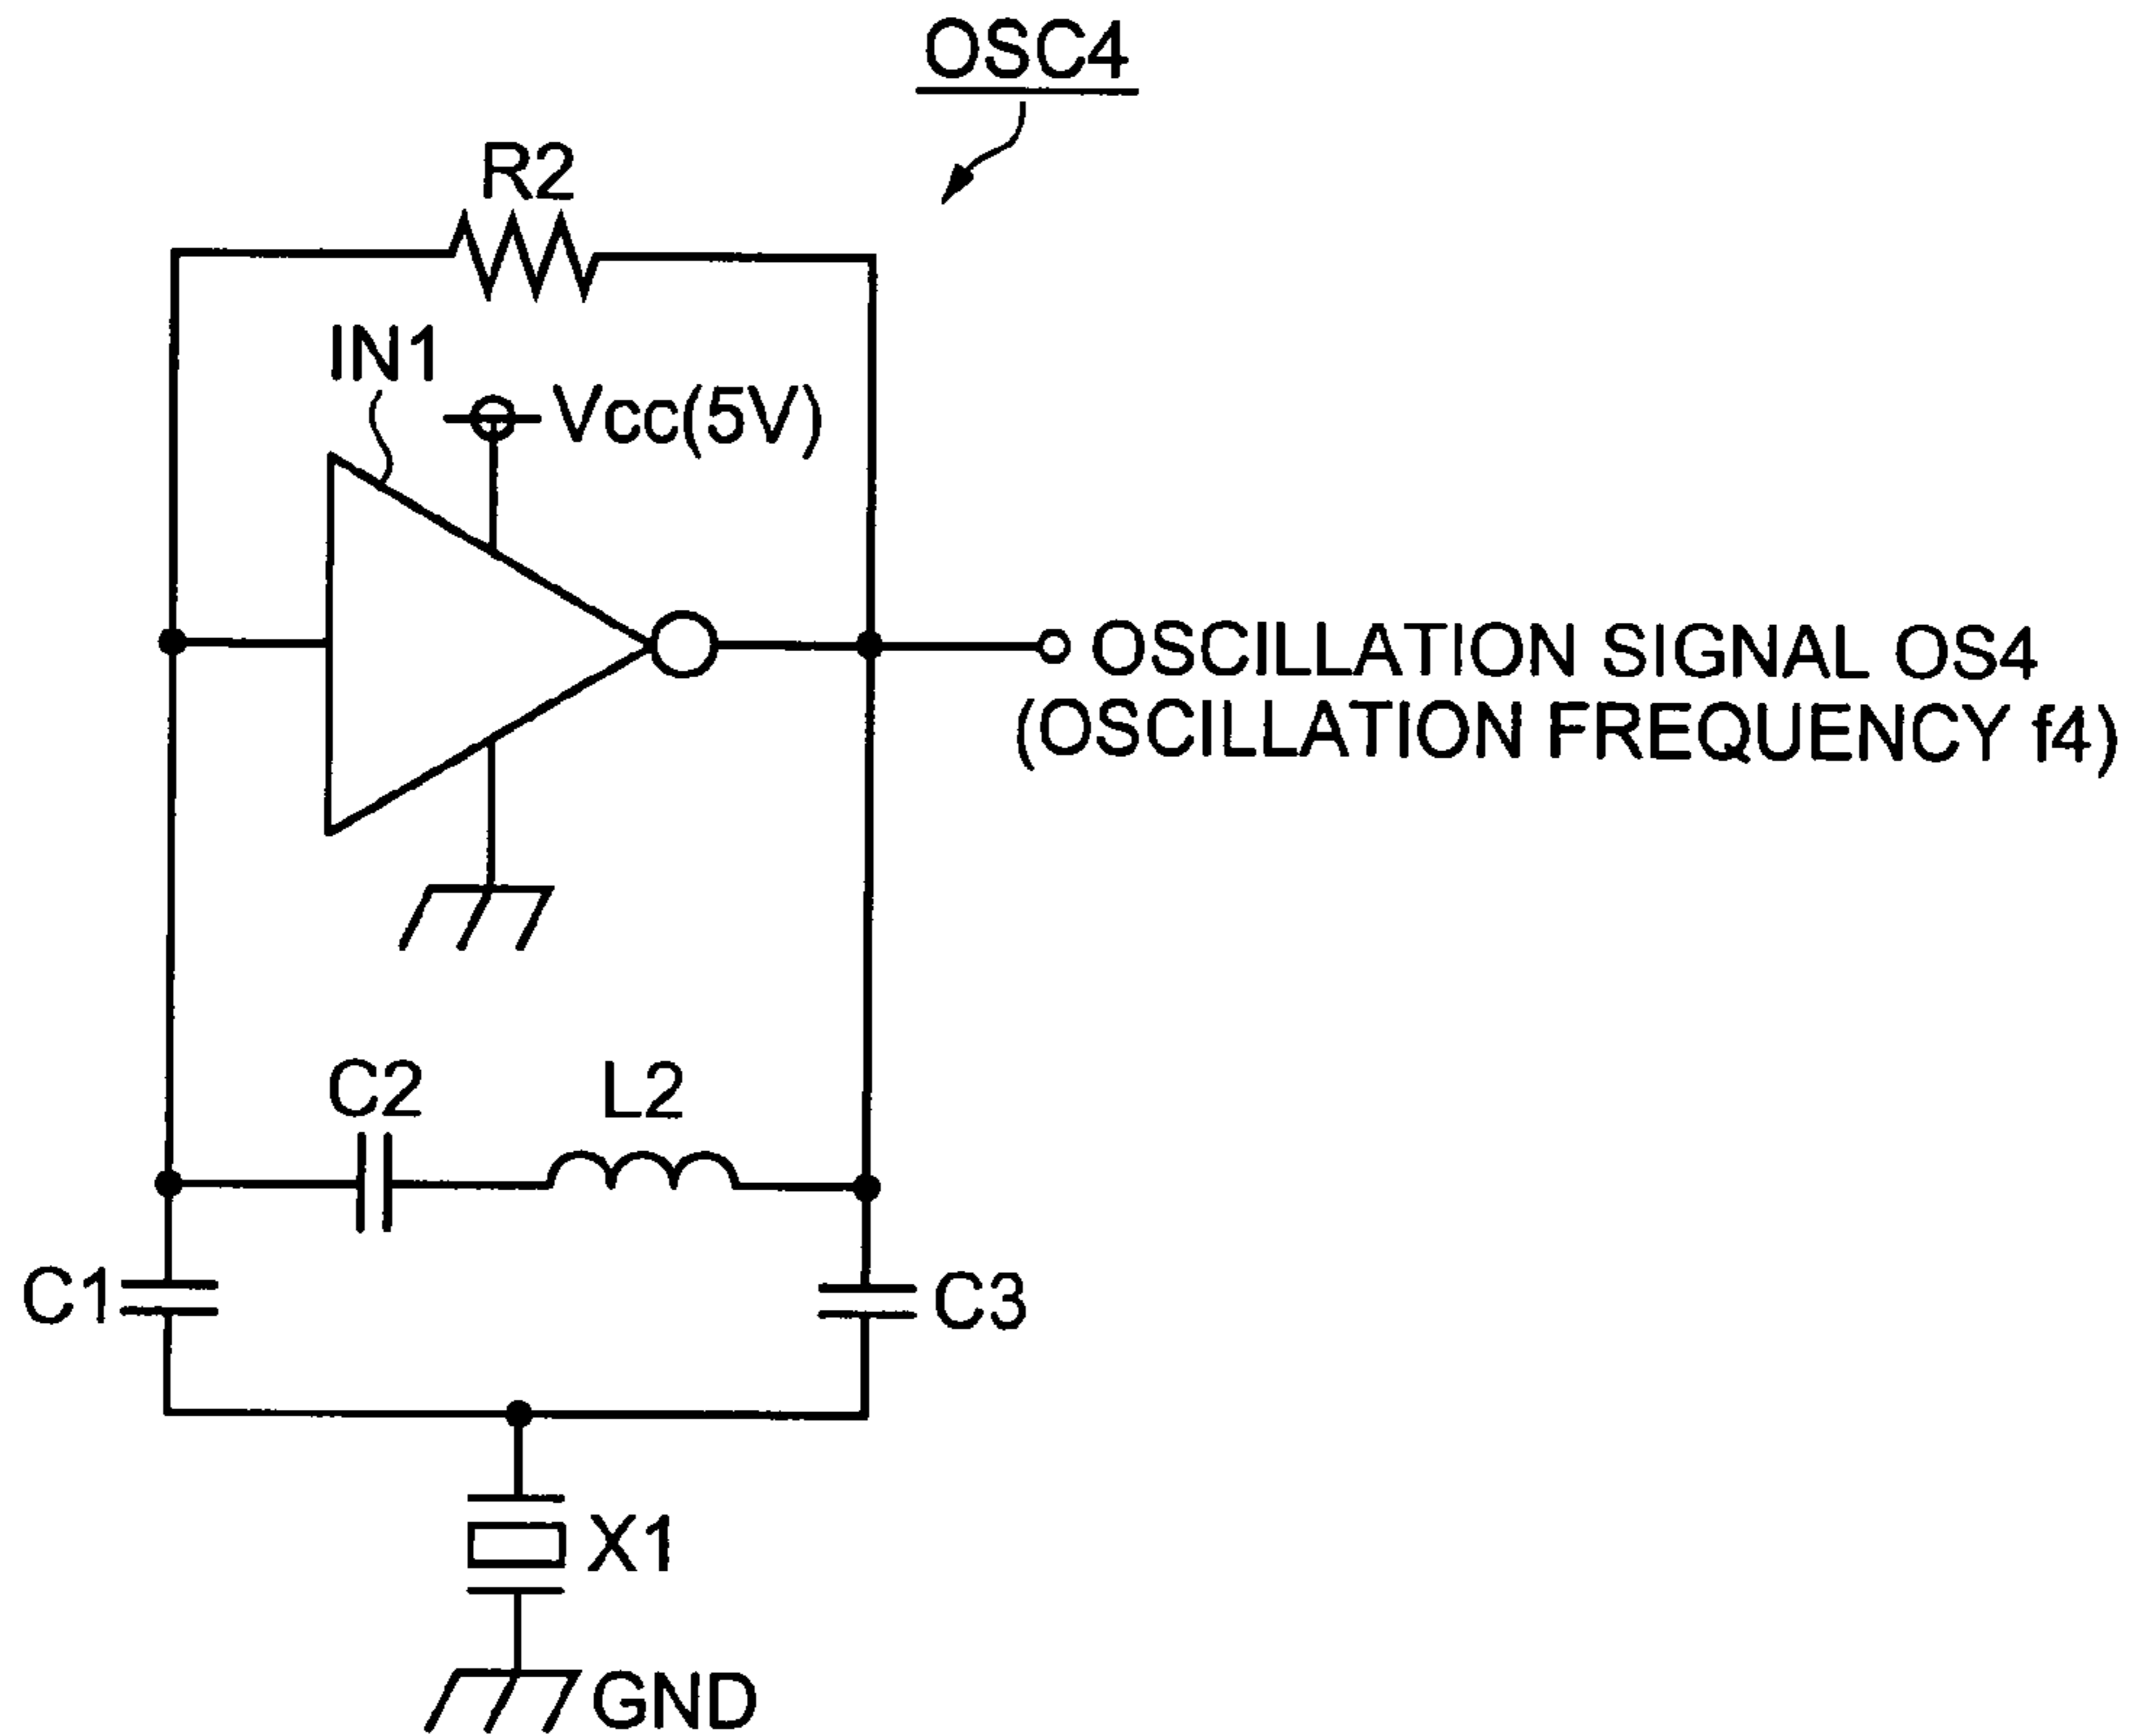 OSC4
R2
IN1
Vcc(5V)
OSCILLATION SIGNAL OS4
(OSCILLATION FREQUENCY f4)
C2
L2
C1
C3
X1
GND